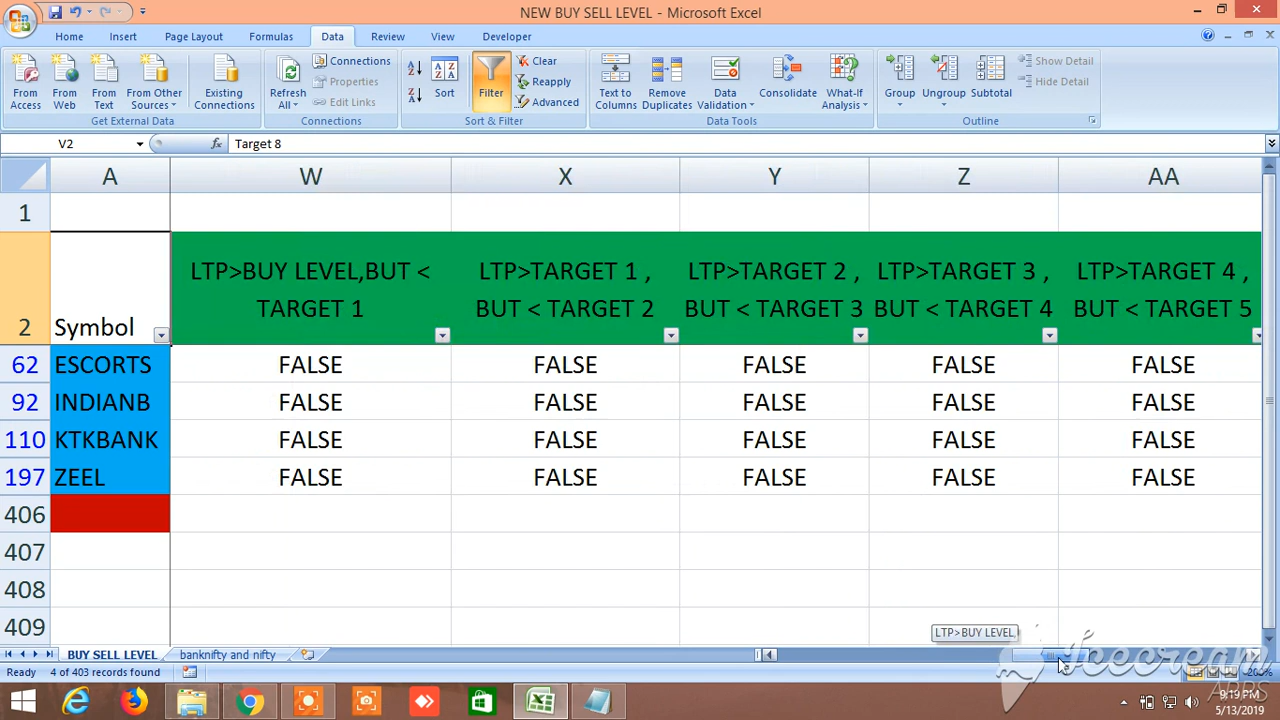 NEW BUY SELL LEVEL - Microsoft Excel
Home Insert Page Layout Formulas Data Review View Developer
From Access
From Web
From Text
From Other Sources
Existing Connections
Get External Data
Refresh All
Connections
Properties
Edit Links
Connections
Sort
Filter
Clear
Reapply
Advanced
Sort & Filter
Text to Columns
Remove Duplicates
Data Validation
Consolidate
What-If Analysis
Data Tools
Group
Ungroup
Subtotal
Show Detail
Hide Detail
Outline
V2 fx Target 8
A W X Y Z AA
1
2 Symbol
LTP>BUY LEVEL,BUT <
TARGET 1
LTP>TARGET 1 ,
BUT < TARGET 2
LTP>TARGET 2 ,
BUT < TARGET 3
LTP>TARGET 3 ,
BUT < TARGET 4
LTP>TARGET 4 ,
BUT < TARGET 5
62 ESCORTS FALSE FALSE FALSE FALSE FALSE
92 INDIANB FALSE FALSE FALSE FALSE FALSE
110 KTKBANK FALSE FALSE FALSE FALSE FALSE
197 ZEEL FALSE FALSE FALSE FALSE FALSE
406
407
408
409
LTP>BUY LEVEL,
BUY SELL LEVEL banknifty and nifty
Ready 4 of 403 records found 200%
Icecream
APPS
9:19 PM
5/13/2019